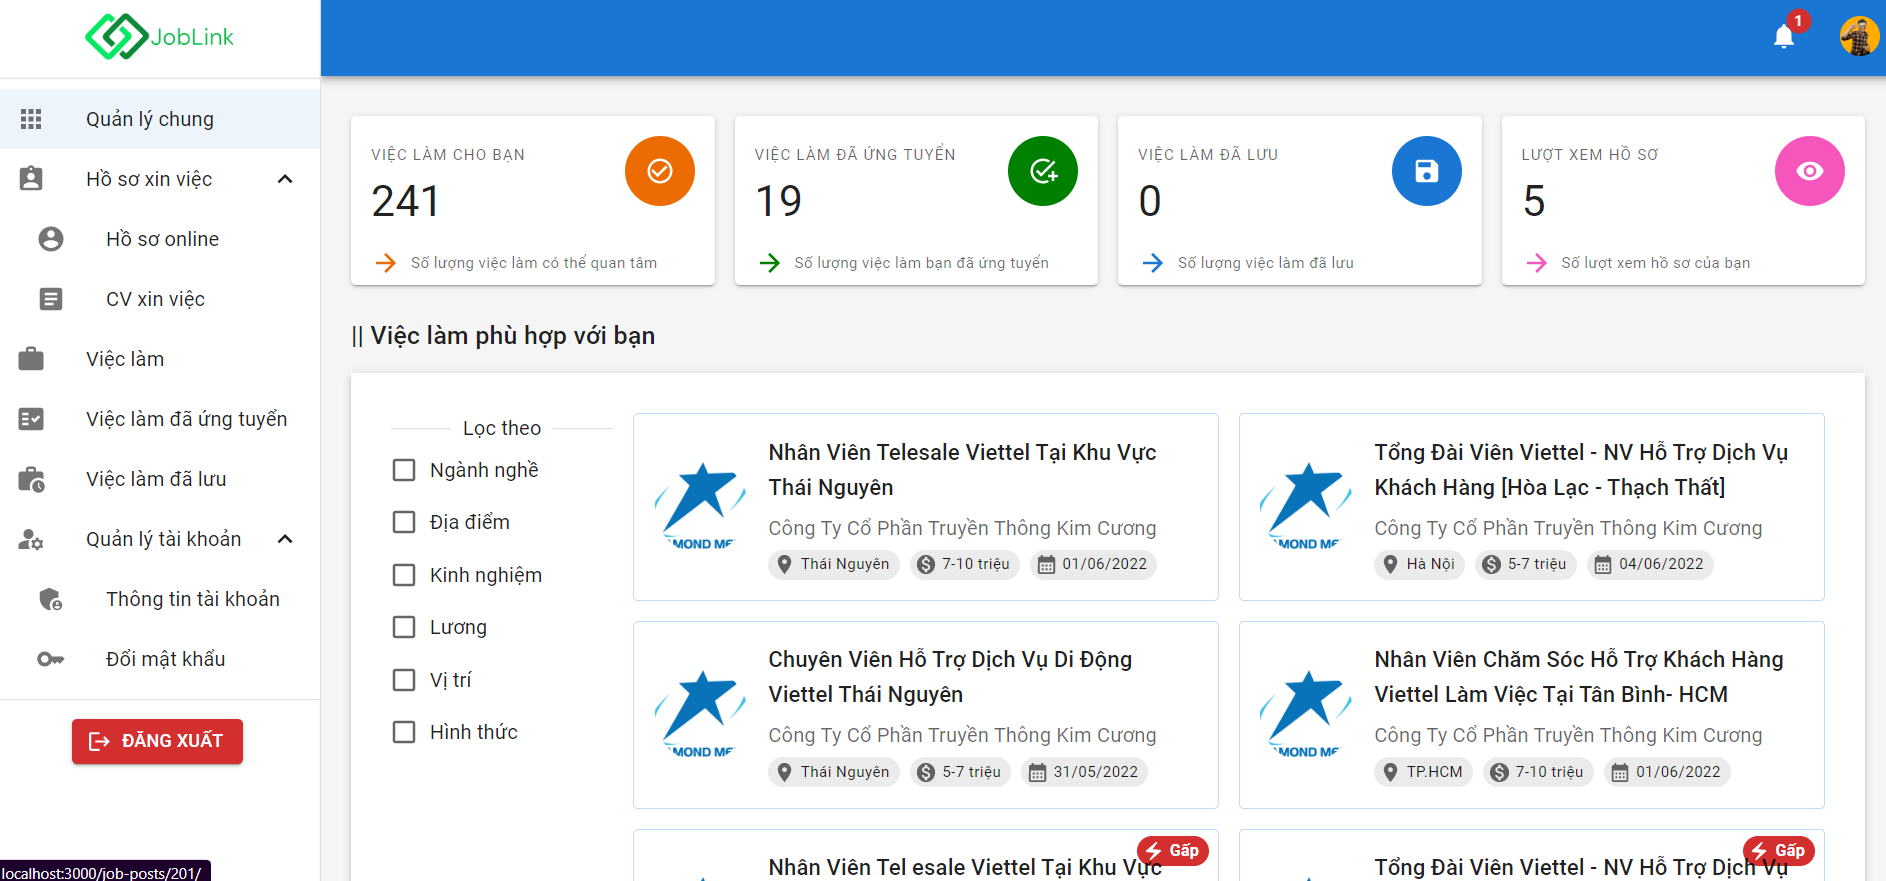 JobLink
1
Quản lý chung
Hồ sơ xin việc
Hồ sơ online
CV xin việc
Việc làm
Việc làm đã ứng tuyển
Việc làm đã lưu
Quản lý tài khoản
Thông tin tài khoản
Đổi mật khẩu
ĐĂNG XUẤT
localhost:3000/job-posts/201/
VIỆC LÀM CHO BẠN
241
Số lượng việc làm có thể quan tâm
VIỆC LÀM ĐÃ ỨNG TUYỂN
19
Số lượng việc làm bạn đã ứng tuyển
VIỆC LÀM ĐÃ LƯU
0
Số lượng việc làm đã lưu
LƯỢT XEM HỒ SƠ
5
Số lượt xem hồ sơ của bạn
|| Việc làm phù hợp với bạn
Lọc theo
Ngành nghề
Địa điểm
Kinh nghiệm
Lương
Vị trí
Hình thức
MOND ME
Nhân Viên Telesale Viettel Tại Khu Vực
Thái Nguyên
Công Ty Cổ Phần Truyền Thông Kim Cương
Thái Nguyên 7-10 triệu 01/06/2022
MOND ME
Tổng Đài Viên Viettel - NV Hỗ Trợ Dịch Vụ
Khách Hàng [Hòa Lạc - Thạch Thất]
Công Ty Cổ Phần Truyền Thông Kim Cương
Hà Nội 5-7 triệu 04/06/2022
MOND ME
Chuyên Viên Hỗ Trợ Dịch Vụ Di Động
Viettel Thái Nguyên
Công Ty Cổ Phần Truyền Thông Kim Cương
Thái Nguyên 5-7 triệu 31/05/2022
MOND ME
Nhân Viên Chăm Sóc Hỗ Trợ Khách Hàng
Viettel Làm Việc Tại Tân Bình- HCM
Công Ty Cổ Phần Truyền Thông Kim Cương
TP.HCM 7-10 triệu 01/06/2022
Gấp
Nhân Viên Tel esale Viettel Tại Khu Vực
Gấp
Tổng Đài Viên Viettel - NV Hỗ Trợ Dịch Vụ